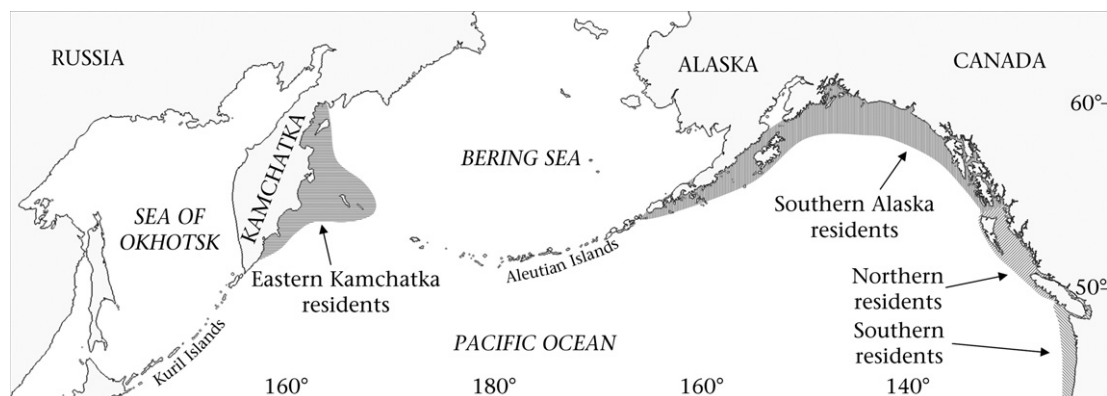 RUSSIA
ALASKA
CANADA
60°
KAMCHATKA
BERING SEA
SEA OF
OKHOTSK
Southern Alaska
residents
Eastern Kamchatka
residents
Aleutian Islands
Northern
residents
50°
Southern
residents
Kuril Islands
PACIFIC OCEAN
160°
180°
160°
140°